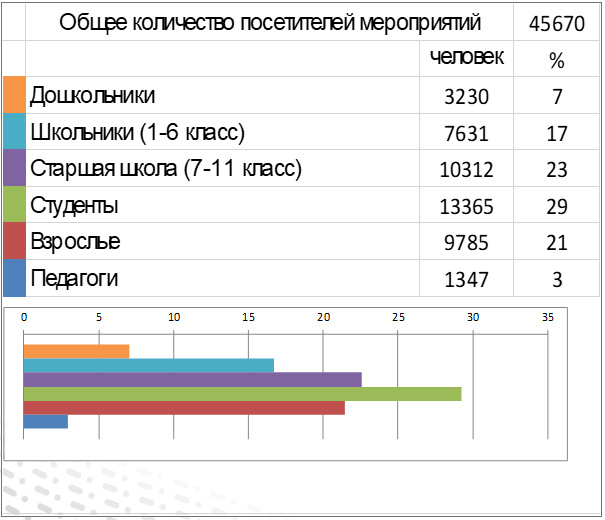 Общее количество посетителей мероприятий 45670
человек %
Дошкольники 3230 7
Школьники (1-6 класс) 7631 17
Старшая школа (7-11 класс) 10312 23
Студенты 13365 29
Взрослые 9785 21
Педагоги 1347 3
0 5 10 15 20 25 30 35